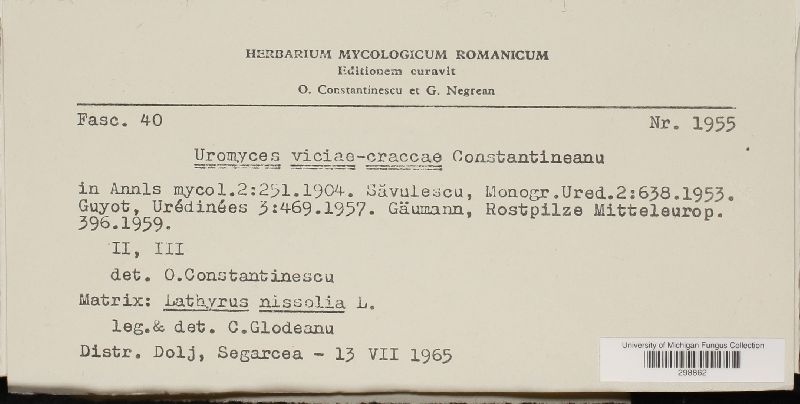 HERBARIUM MYCOLOGICUM ROMANICUM
Editionem curavit
O. Constantinescu et G. Negrean
Fasc. 40
Nr. 1955
Uromyces viciae-craccae Constantineanu
in Annls mycol.2:251.1904. Săvulescu, Monogr.Ured.2:638.1953.
Guyot, Urédinées 3:469.1957. Gäumann, Rostpilze Mitteleurop.
396.1959.
II, III
det. O.Constantinescu
Matrix: Lathyrus nissolia L.
leg.& det. C.Glodeanu
Distr. Dolj, Segarcea - 13 VII 1965
University of Michigan Fungus Collection
298862